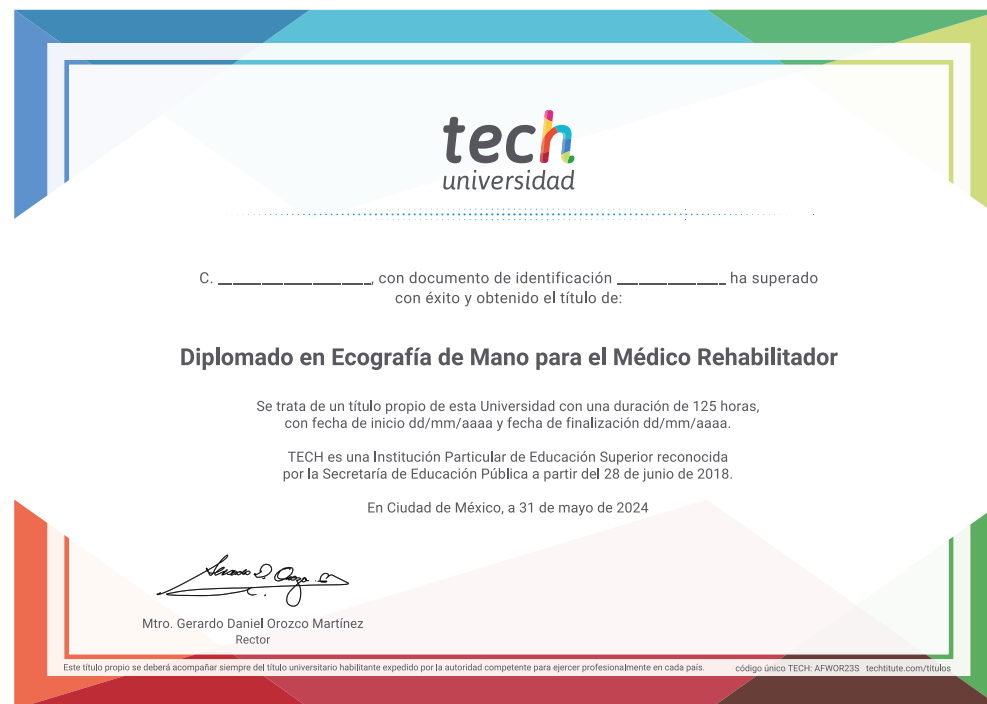 tech
universidad
C. ____________________, con documento de identificación ______________ ha superado
con éxito y obtenido el título de:
Diplomado en Ecografía de Mano para el Médico Rehabilitador
Se trata de un título propio de esta Universidad con una duración de 125 horas,
con fecha de inicio dd/mm/aaaa y fecha de finalización dd/mm/aaaa.
TECH es una Institución Particular de Educación Superior reconocida
por la Secretaría de Educación Pública a partir del 28 de junio de 2018.
En Ciudad de México, a 31 de mayo de 2024
Mtro. Gerardo Daniel Orozco Martínez
Rector
Este título propio se deberá acompañar siempre del título universitario habilitante expedido por la autoridad competente para ejercer profesionalmente en cada país. código único TECH: AFWOR23S techtitute.com/titulos